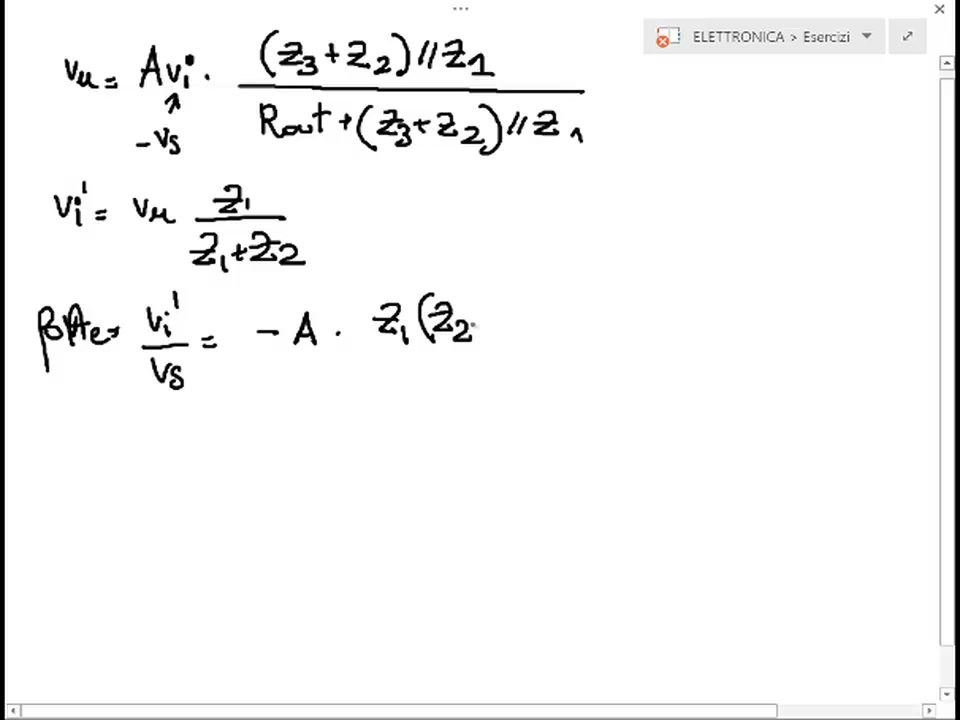 ELETTRONICA > Esercizi
vu = Avi · (Z3+Z2)//Z1 / Rout+(Z3+Z2)//Z1
-vs
vi' = vu Z1 / Z1+Z2
βAe = vi' / vs = - A · Z1(Z2